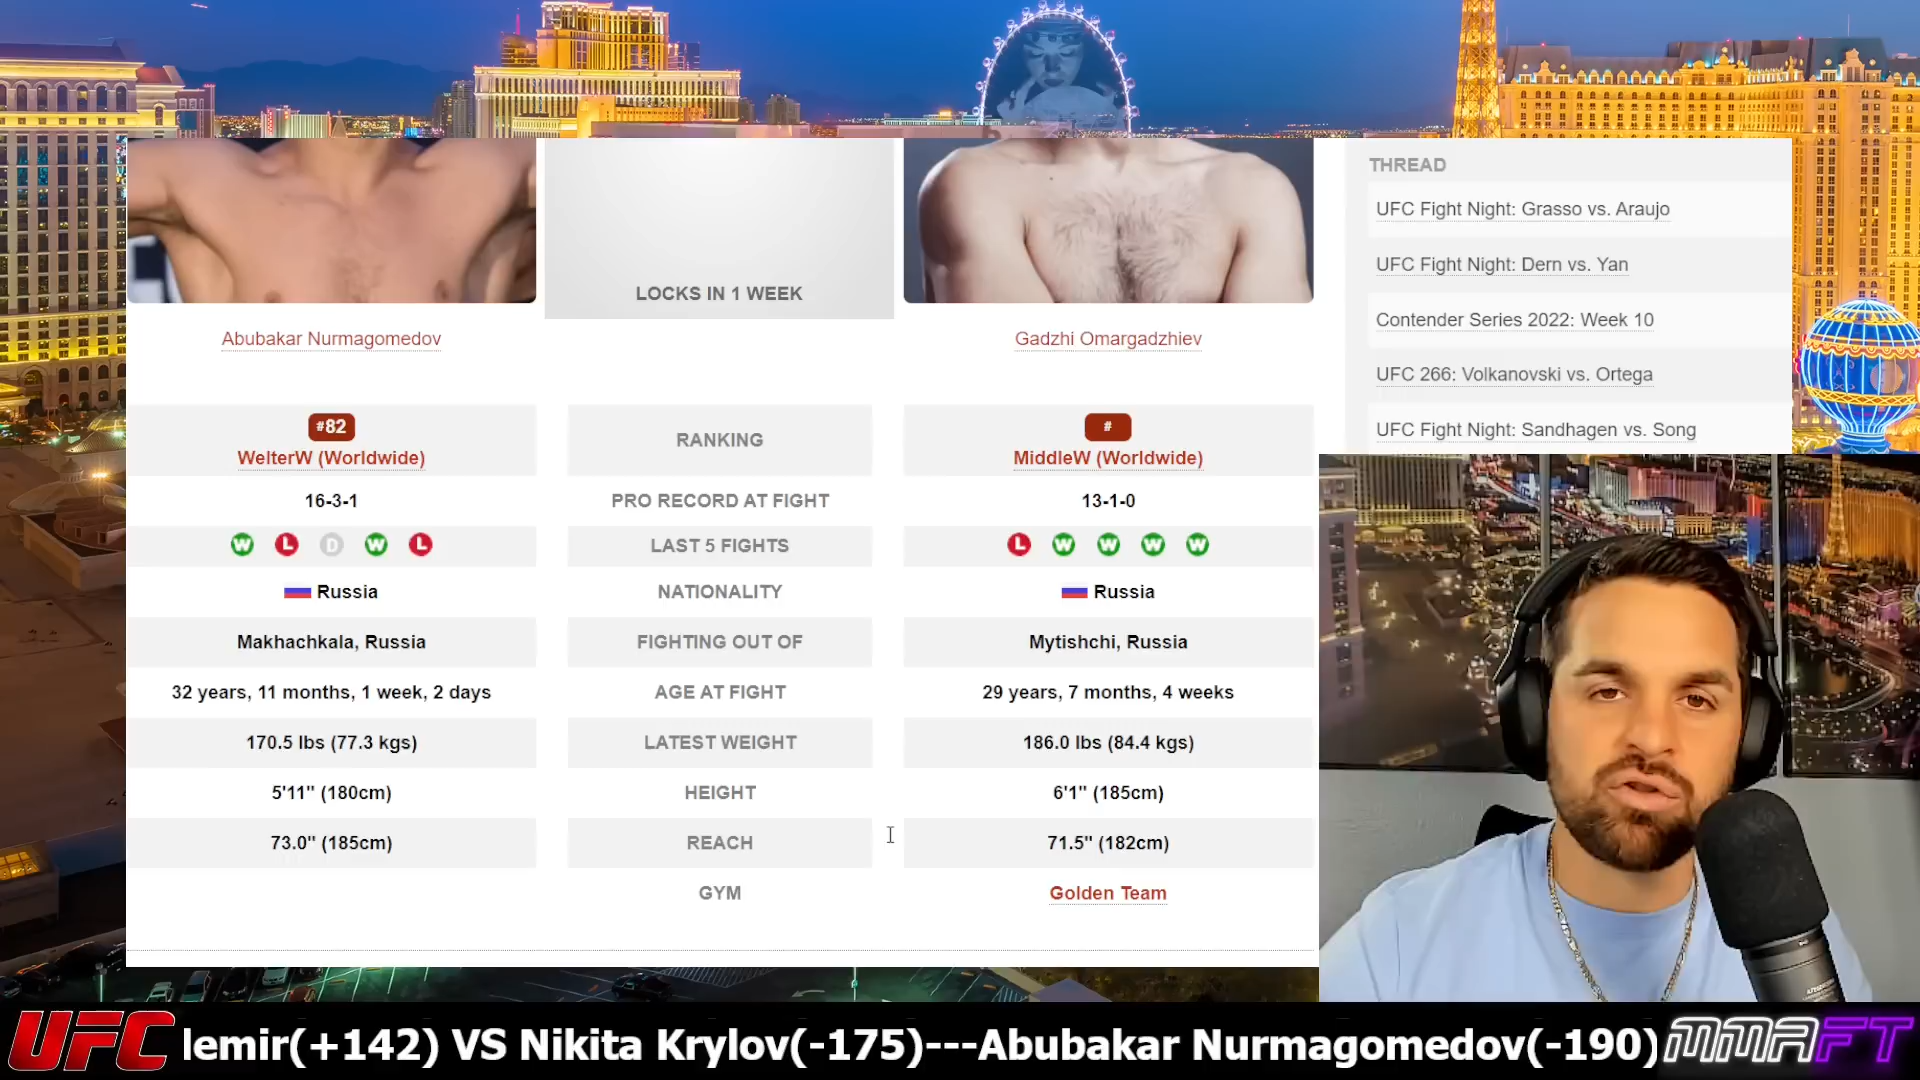 THREAD
UFC Fight Night: Grasso vs. Araujo
UFC Fight Night: Dern vs. Yan
Contender Series 2022: Week 10
UFC 266: Volkanovski vs. Ortega
UFC Fight Night: Sandhagen vs. Song
LOCKS IN 1 WEEK
Abubakar Nurmagomedov
Gadzhi Omargadzhiev
#82
WelterW (Worldwide)
RANKING
#
MiddleW (Worldwide)
16-3-1 PRO RECORD AT FIGHT 13-1-0
W L D W L LAST 5 FIGHTS L W W W W
Russia NATIONALITY Russia
Makhachkala, Russia FIGHTING OUT OF Mytishchi, Russia
32 years, 11 months, 1 week, 2 days AGE AT FIGHT 29 years, 7 months, 4 weeks
170.5 lbs (77.3 kgs) LATEST WEIGHT 186.0 lbs (84.4 kgs)
5'11" (180cm) HEIGHT 6'1" (185cm)
73.0" (185cm) REACH 71.5" (182cm)
GYM Golden Team
UFC lemir(+142) VS Nikita Krylov(-175)---Abubakar Nurmagomedov(-190) MMAFT